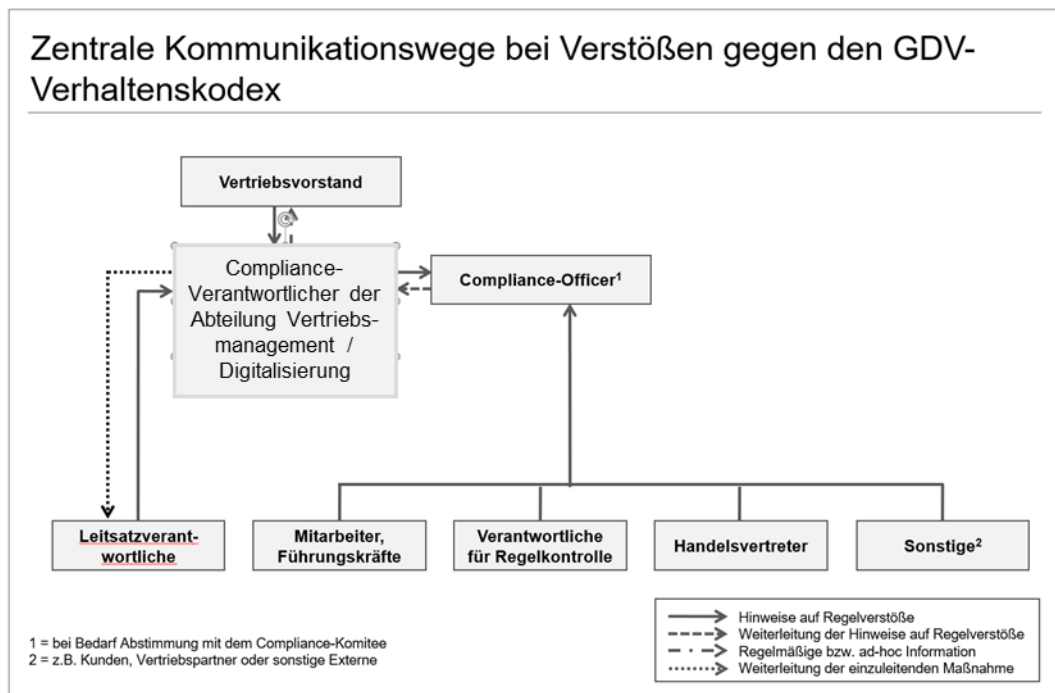 Zentrale Kommunikationswege bei Verstößen gegen den GDV-
Verhaltenskodex
Vertriebsvorstand
Compliance-
Verantwortlicher der
Abteilung Vertriebs-
management /
Digitalisierung
Compliance-Officer¹
Leitsatzverant-
wortliche
Mitarbeiter,
Führungskräfte
Verantwortliche
für Regelkontrolle
Handelsvertreter
Sonstige²
1 = bei Bedarf Abstimmung mit dem Compliance-Komitee
2 = z.B. Kunden, Vertriebspartner oder sonstige Externe
Hinweise auf Regelverstöße
Weiterleitung der Hinweise auf Regelverstöße
Regelmäßige bzw. ad-hoc Information
Weiterleitung der einzuleitenden Maßnahme